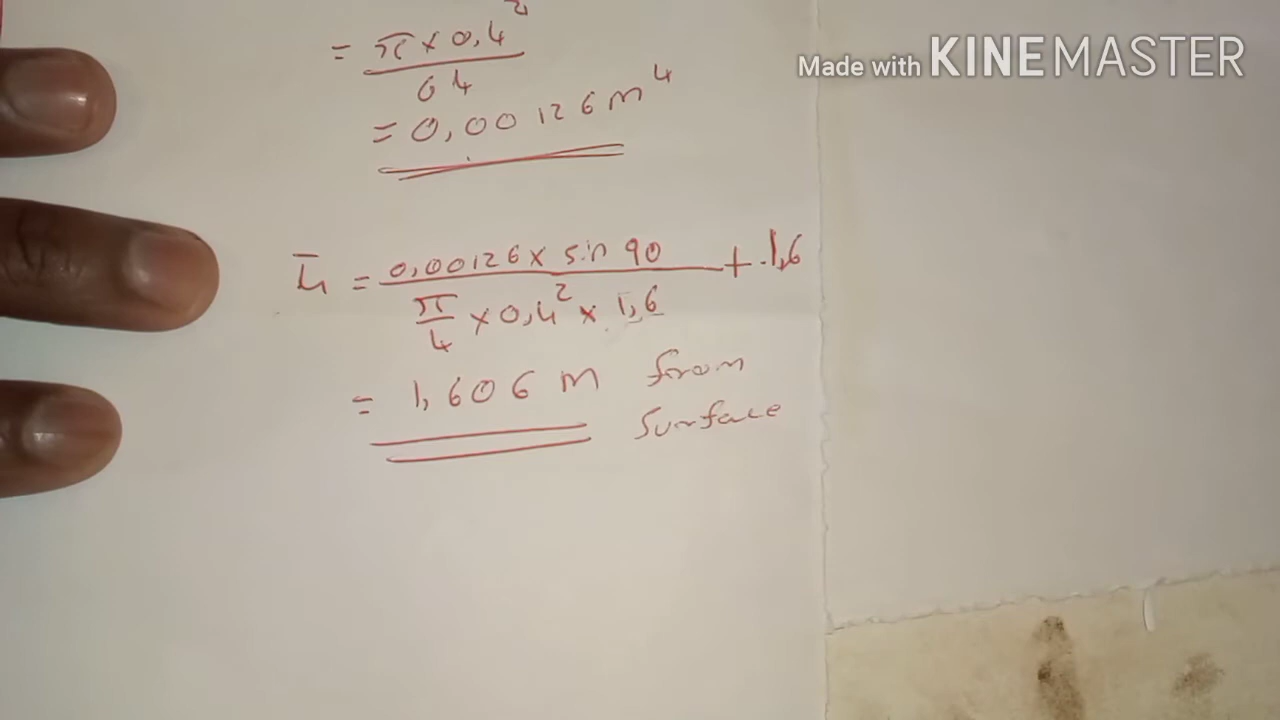 = π × 0,4²
64
= 0,00126 m⁴
Made with KINEMASTER
h̄ = 0,00126 × sin 90 + 1,6
π/4 × 0,4² × 1,6
= 1,606 m from
surface